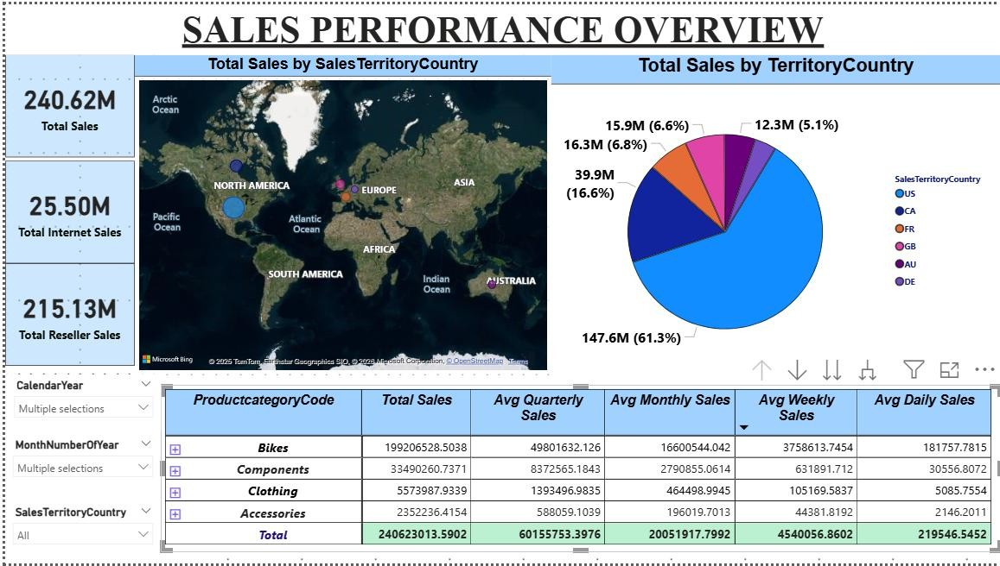 SALES PERFORMANCE OVERVIEW
240.62M
Total Sales
25.50M
Total Internet Sales
215.13M
Total Reseller Sales
Total Sales by SalesTerritoryCountry
Arctic
Ocean
NORTH AMERICA
EUROPE
ASIA
Pacific
Ocean
Atlantic
Ocean
AFRICA
SOUTH AMERICA
Indian
Ocean
AUSTRALIA
Microsoft Bing
© 2025 TomTom, Earthstar Geographics SIO, © 2025 Microsoft Corporation, © OpenStreetMap Terms
Total Sales by TerritoryCountry
15.9M (6.6%)
12.3M (5.1%)
16.3M (6.8%)
39.9M
(16.6%)
147.6M (61.3%)
SalesTerritoryCountry
US
CA
FR
GB
AU
DE
CalendarYear
Multiple selections
MonthNumberOfYear
Multiple selections
SalesTerritoryCountry
All
ProductcategoryCode Total Sales Avg Quarterly Sales Avg Monthly Sales Avg Weekly Sales Avg Daily Sales
Bikes 199206528.5038 49801632.126 16600544.042 3758613.7454 181757.7815
Components 33490260.7371 8372565.1843 2790855.0614 631891.712 30556.8072
Clothing 5573987.9339 1393496.9835 464498.9945 105169.5837 5085.7554
Accessories 2352236.4154 588059.1039 196019.7013 44381.8192 2146.2011
Total 240623013.5902 60155753.3976 20051917.7992 4540056.8602 219546.5452